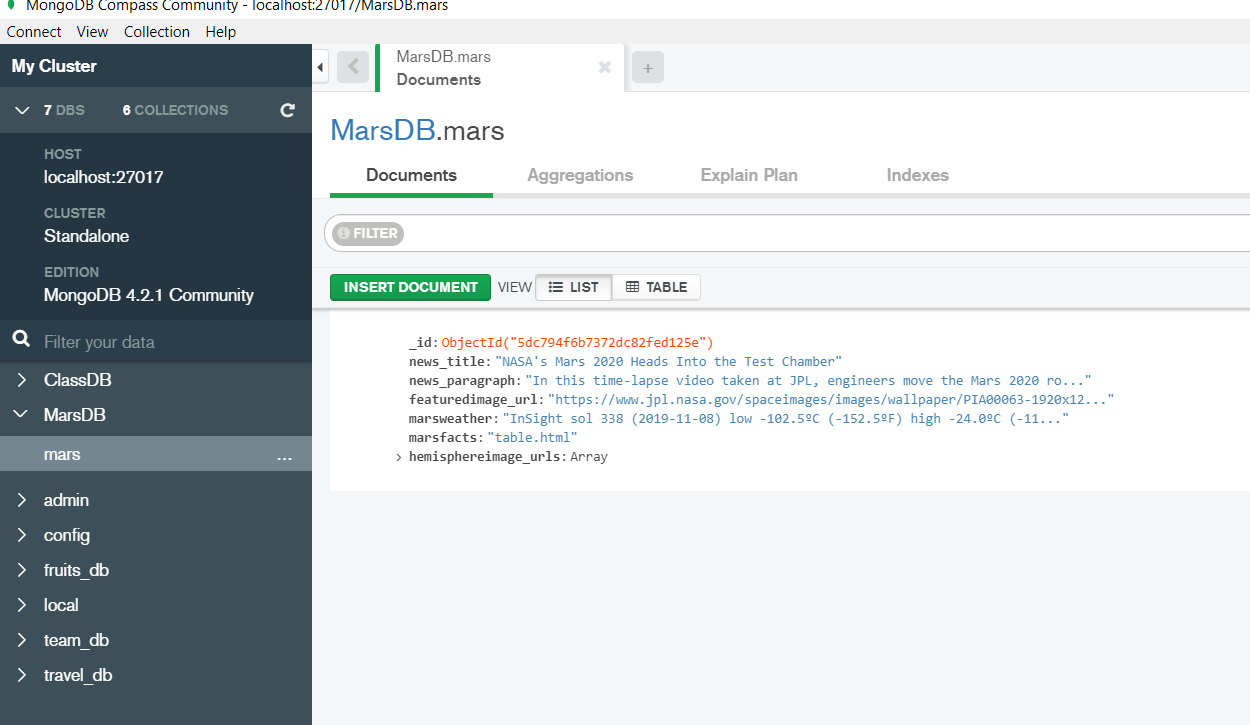 MongoDB Compass Community - localhost:27017//MarsDB.mars
Connect View Collection Help
My Cluster
7 DBS 6 COLLECTIONS
HOST
localhost:27017
CLUSTER
Standalone
EDITION
MongoDB 4.2.1 Community
Filter your data
ClassDB
MarsDB
mars ...
admin
config
fruits_db
local
team_db
travel_db
MarsDB.mars
Documents
+
MarsDB.mars
Documents Aggregations Explain Plan Indexes
FILTER
INSERT DOCUMENT VIEW LIST TABLE
_id: ObjectId("5dc794f6b7372dc82fed125e")
news_title: "NASA's Mars 2020 Heads Into the Test Chamber"
news_paragraph: "In this time-lapse video taken at JPL, engineers move the Mars 2020 ro..."
featuredimage_url: "https://www.jpl.nasa.gov/spaceimages/images/wallpaper/PIA00063-1920x12..."
marsweather: "InSight sol 338 (2019-11-08) low -102.5ºC (-152.5ºF) high -24.0ºC (-11..."
marsfacts: "table.html"
hemisphereimage_urls: Array